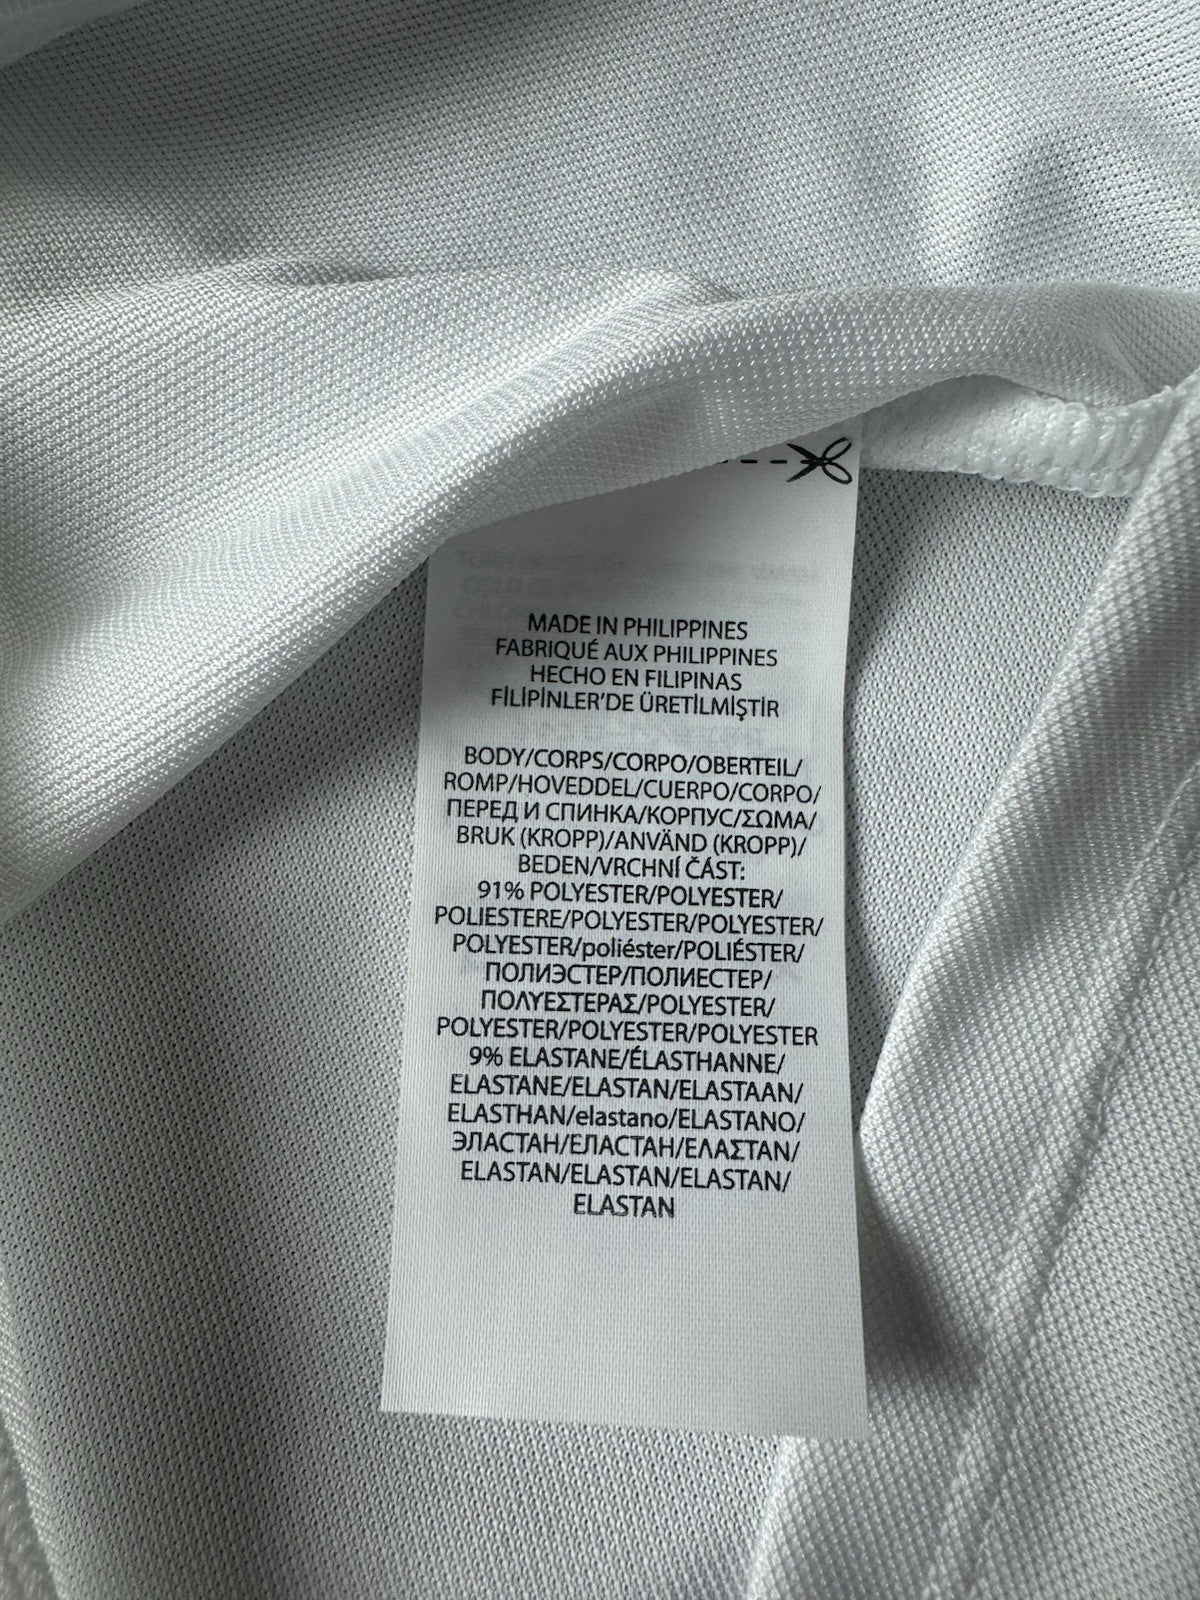 MADE IN PHILIPPINES
FABRIQUÉ AUX PHILIPPINES
HECHO EN FILIPINAS
FİLİPİNLER'DE ÜRETİLMİŞTİR
BODY/CORPS/CORPO/OBERTEIL/
ROMP/HOVEDDEL/CUERPO/CORPO/
ПЕРЕД И СПИНКА/КОРПУС/ΣΩΜΑ/
BRUK (KROPP)/ANVÄND (KROPP)/
BEDEN/VRCHNÍ ČÁST:
91% POLYESTER/POLYESTER/
POLIESTERE/POLYESTER/POLYESTER/
POLYESTER/poliéster/POLIÉSTER/
ПОЛИЭСТЕР/ПОЛИЕСТЕР/
ΠΟΛΥΕΣΤΕΡΑΣ/POLYESTER/
POLYESTER/POLYESTER/POLYESTER
9% ELASTANE/ÉLASTHANNE/
ELASTANE/ELASTAN/ELASTAAN/
ELASTHAN/elastano/ELASTANO/
ЭЛАСТАН/ЕЛАСТАН/ΕΛΑΣΤΑΝ/
ELASTAN/ELASTAN/ELASTAN/
ELASTAN